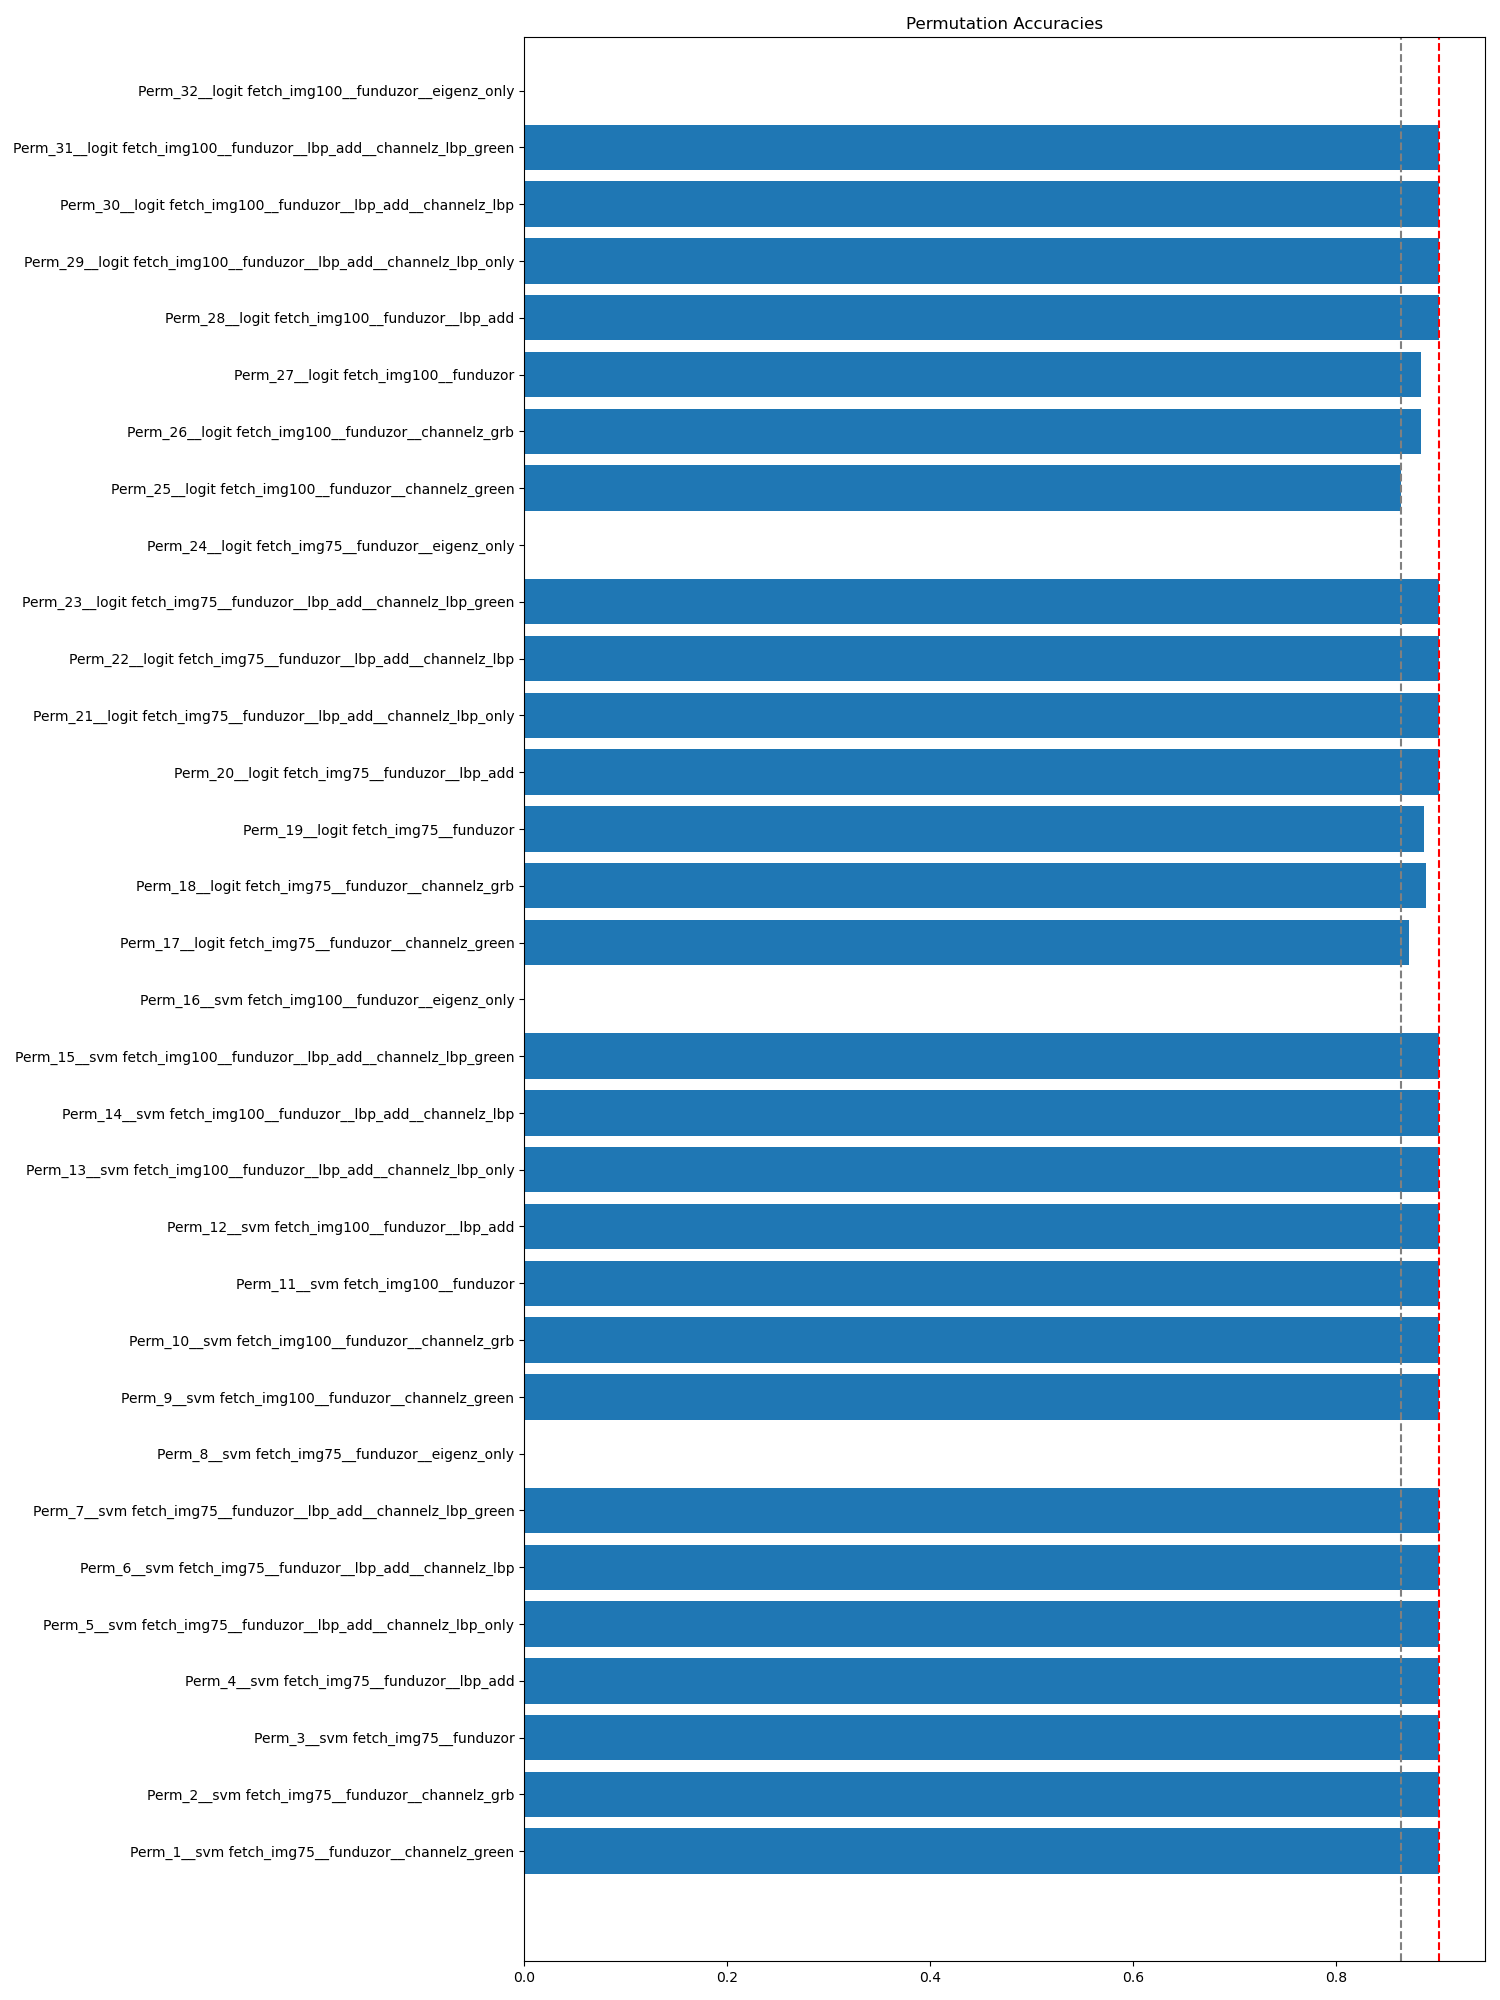 Permutation Accuracies
Perm_32__logit fetch_img100__funduzor__eigenz_only
Perm_31__logit fetch_img100__funduzor__lbp_add__channelz_lbp_green
Perm_30__logit fetch_img100__funduzor__lbp_add__channelz_lbp
Perm_29__logit fetch_img100__funduzor__lbp_add__channelz_lbp_only
Perm_28__logit fetch_img100__funduzor__lbp_add
Perm_27__logit fetch_img100__funduzor
Perm_26__logit fetch_img100__funduzor__channelz_grb
Perm_25__logit fetch_img100__funduzor__channelz_green
Perm_24__logit fetch_img75__funduzor__eigenz_only
Perm_23__logit fetch_img75__funduzor__lbp_add__channelz_lbp_green
Perm_22__logit fetch_img75__funduzor__lbp_add__channelz_lbp
Perm_21__logit fetch_img75__funduzor__lbp_add__channelz_lbp_only
Perm_20__logit fetch_img75__funduzor__lbp_add
Perm_19__logit fetch_img75__funduzor
Perm_18__logit fetch_img75__funduzor__channelz_grb
Perm_17__logit fetch_img75__funduzor__channelz_green
Perm_16__svm fetch_img100__funduzor__eigenz_only
Perm_15__svm fetch_img100__funduzor__lbp_add__channelz_lbp_green
Perm_14__svm fetch_img100__funduzor__lbp_add__channelz_lbp
Perm_13__svm fetch_img100__funduzor__lbp_add__channelz_lbp_only
Perm_12__svm fetch_img100__funduzor__lbp_add
Perm_11__svm fetch_img100__funduzor
Perm_10__svm fetch_img100__funduzor__channelz_grb
Perm_9__svm fetch_img100__funduzor__channelz_green
Perm_8__svm fetch_img75__funduzor__eigenz_only
Perm_7__svm fetch_img75__funduzor__lbp_add__channelz_lbp_green
Perm_6__svm fetch_img75__funduzor__lbp_add__channelz_lbp
Perm_5__svm fetch_img75__funduzor__lbp_add__channelz_lbp_only
Perm_4__svm fetch_img75__funduzor__lbp_add
Perm_3__svm fetch_img75__funduzor
Perm_2__svm fetch_img75__funduzor__channelz_grb
Perm_1__svm fetch_img75__funduzor__channelz_green
0.0 0.2 0.4 0.6 0.8